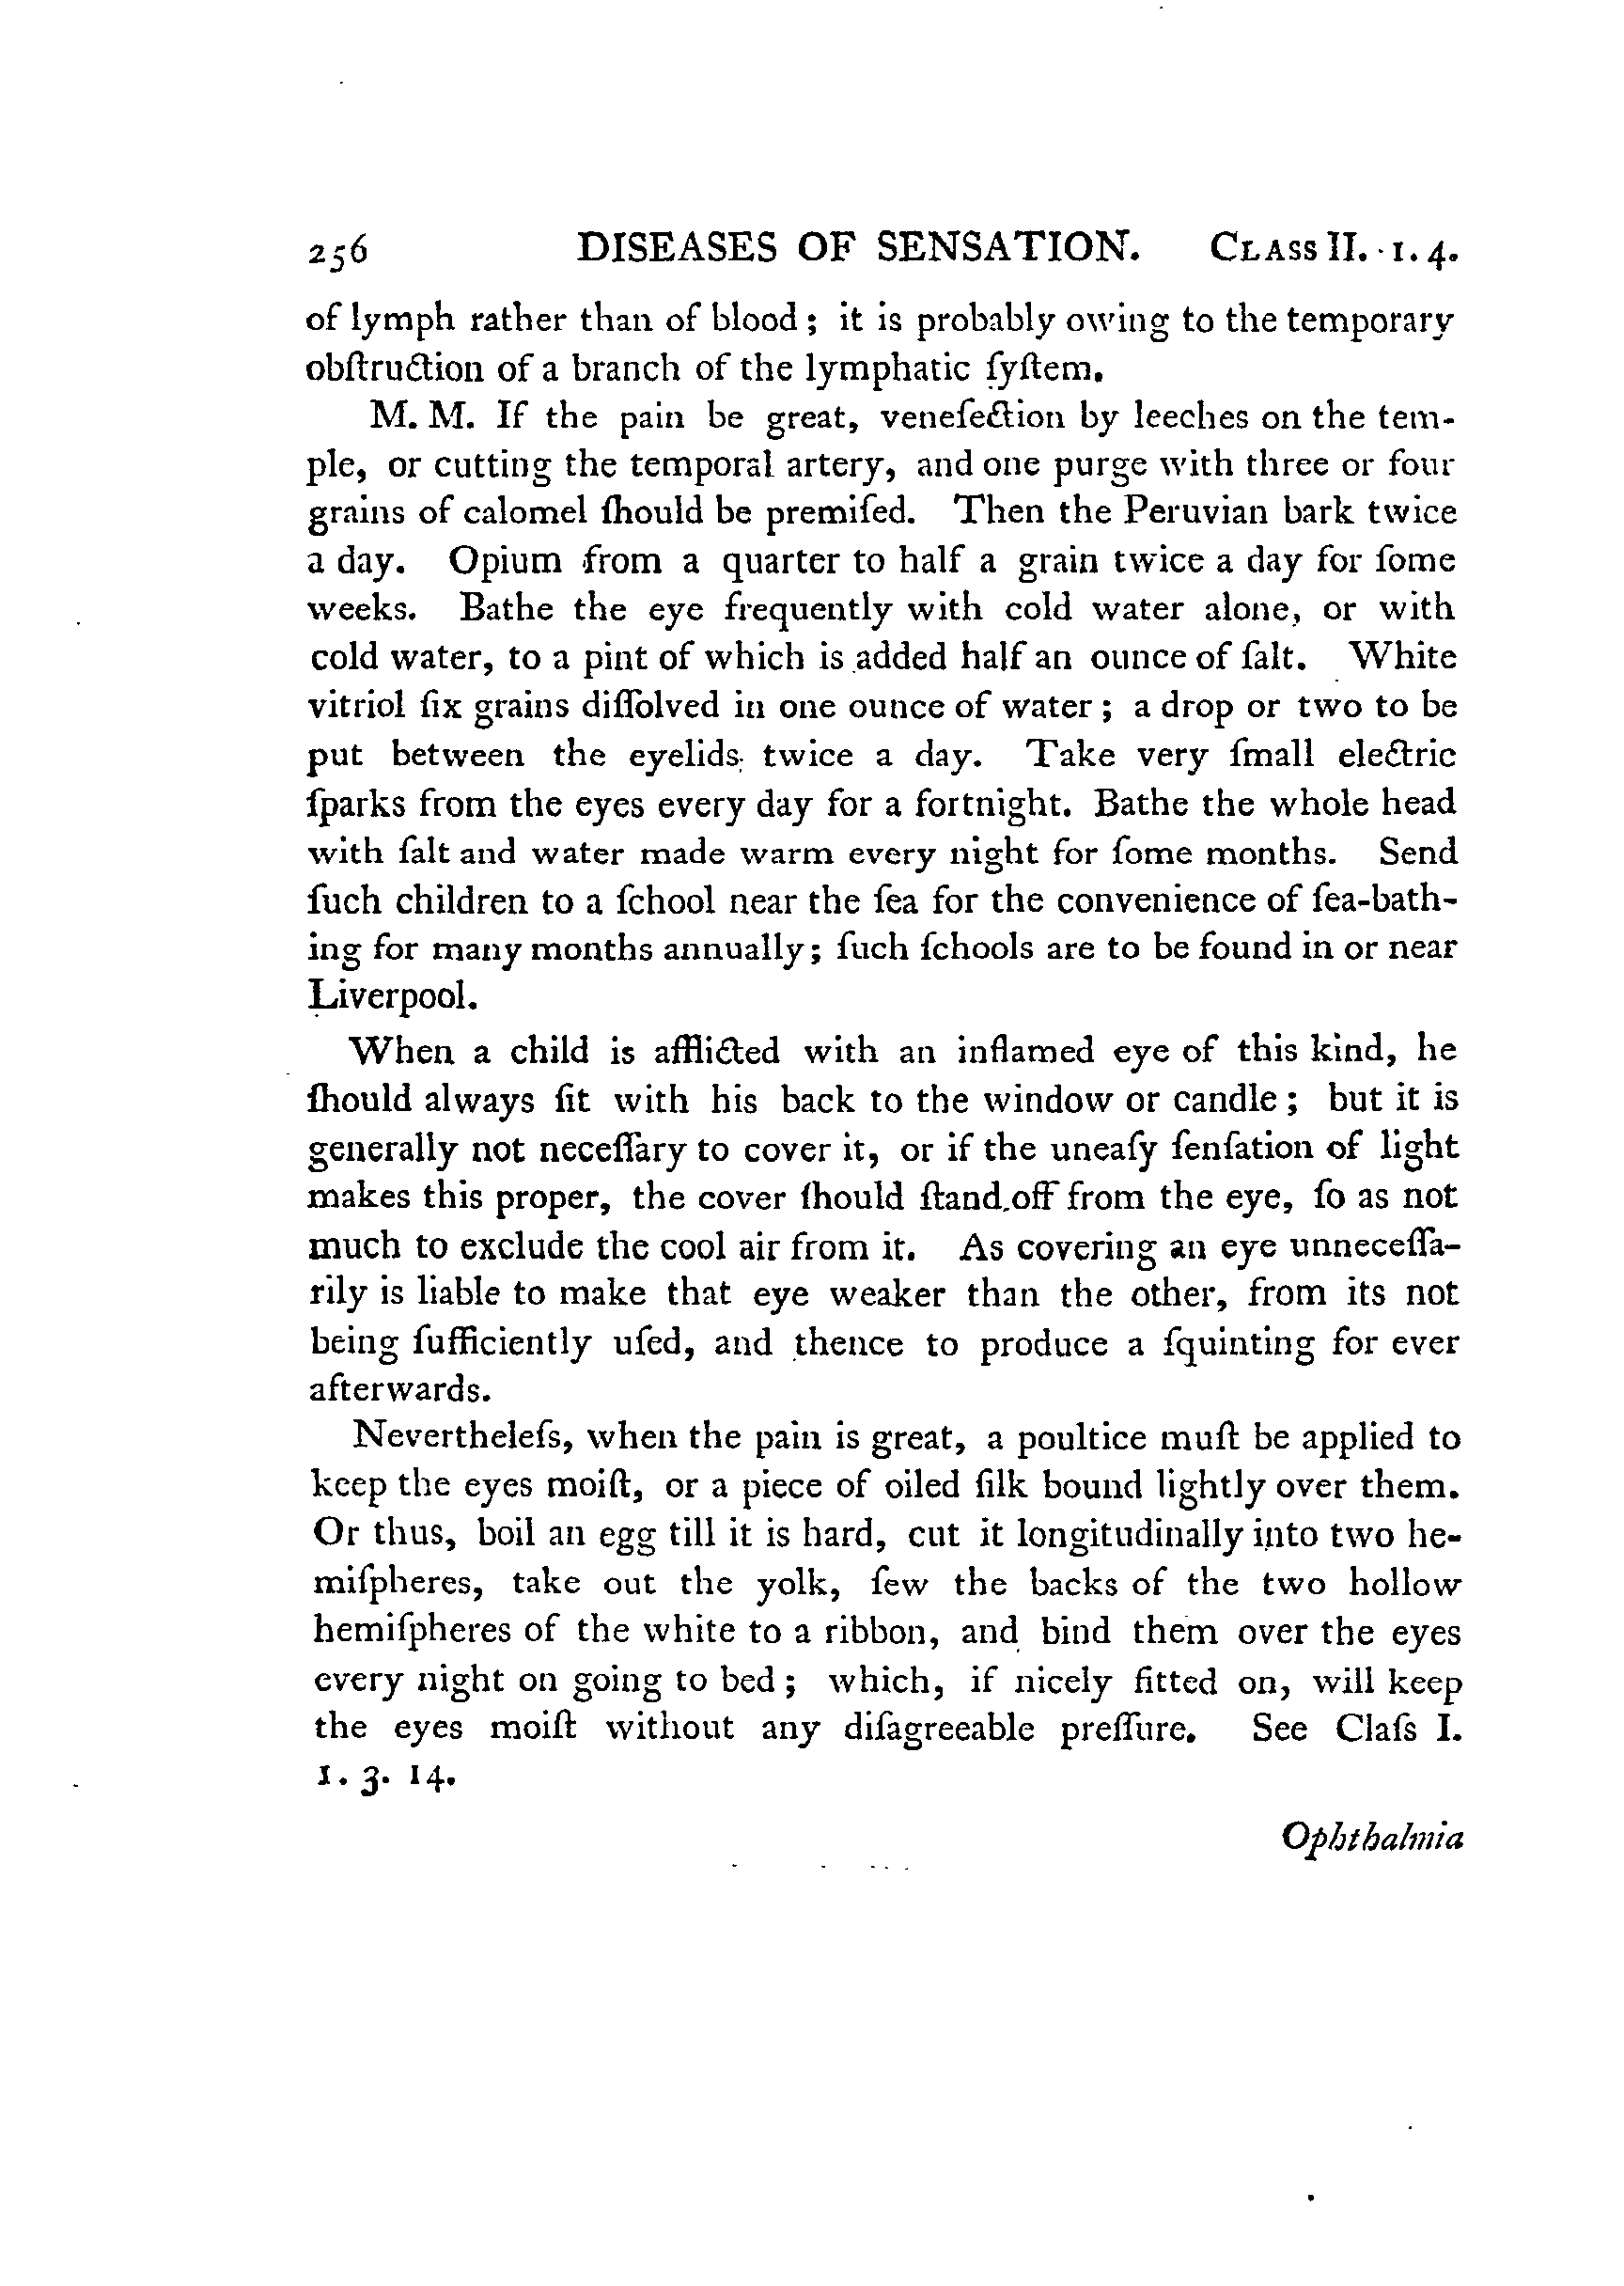 256 DISEASES OF SENSATION. CLASS II. 1. 4.
of lymph rather than of blood; it is probably owing to the temporary
obſtruction of a branch of the lymphatic ſyſtem.
M. M. If the pain be great, veneſection by leeches on the tem-
ple, or cutting the temporal artery, and one purge with three or four
grains of calomel ſhould be premiſed. Then the Peruvian bark twice
a day. Opium from a quarter to half a grain twice a day for ſome
weeks. Bathe the eye frequently with cold water alone, or with
cold water, to a pint of which is added half an ounce of ſalt. White
vitriol ſix grains diſſolved in one ounce of water; a drop or two to be
put between the eyelids twice a day. Take very ſmall electric
ſparks from the eyes every day for a fortnight. Bathe the whole head
with ſalt and water made warm every night for ſome months. Send
ſuch children to a ſchool near the ſea for the convenience of ſea-bath-
ing for many months annually; ſuch ſchools are to be found in or near
Liverpool.
When a child is afflicted with an inflamed eye of this kind, he
ſhould always ſit with his back to the window or candle; but it is
generally not neceſſary to cover it, or if the uneaſy ſenſation of light
makes this proper, the cover ſhould ſtand off from the eye, ſo as not
much to exclude the cool air from it. As covering an eye unneceſſa-
rily is liable to make that eye weaker than the other, from its not
being ſufficiently uſed, and thence to produce a ſquinting for ever
afterwards.
Nevertheleſs, when the pain is great, a poultice muſt be applied to
keep the eyes moiſt, or a piece of oiled ſilk bound lightly over them.
Or thus, boil an egg till it is hard, cut it longitudinally into two he-
miſpheres, take out the yolk, ſew the backs of the two hollow
hemiſpheres of the white to a ribbon, and bind them over the eyes
every night on going to bed; which, if nicely fitted on, will keep
the eyes moiſt without any diſagreeable preſſure. See Claſs I.
1. 3. 14.
Ophthalmia